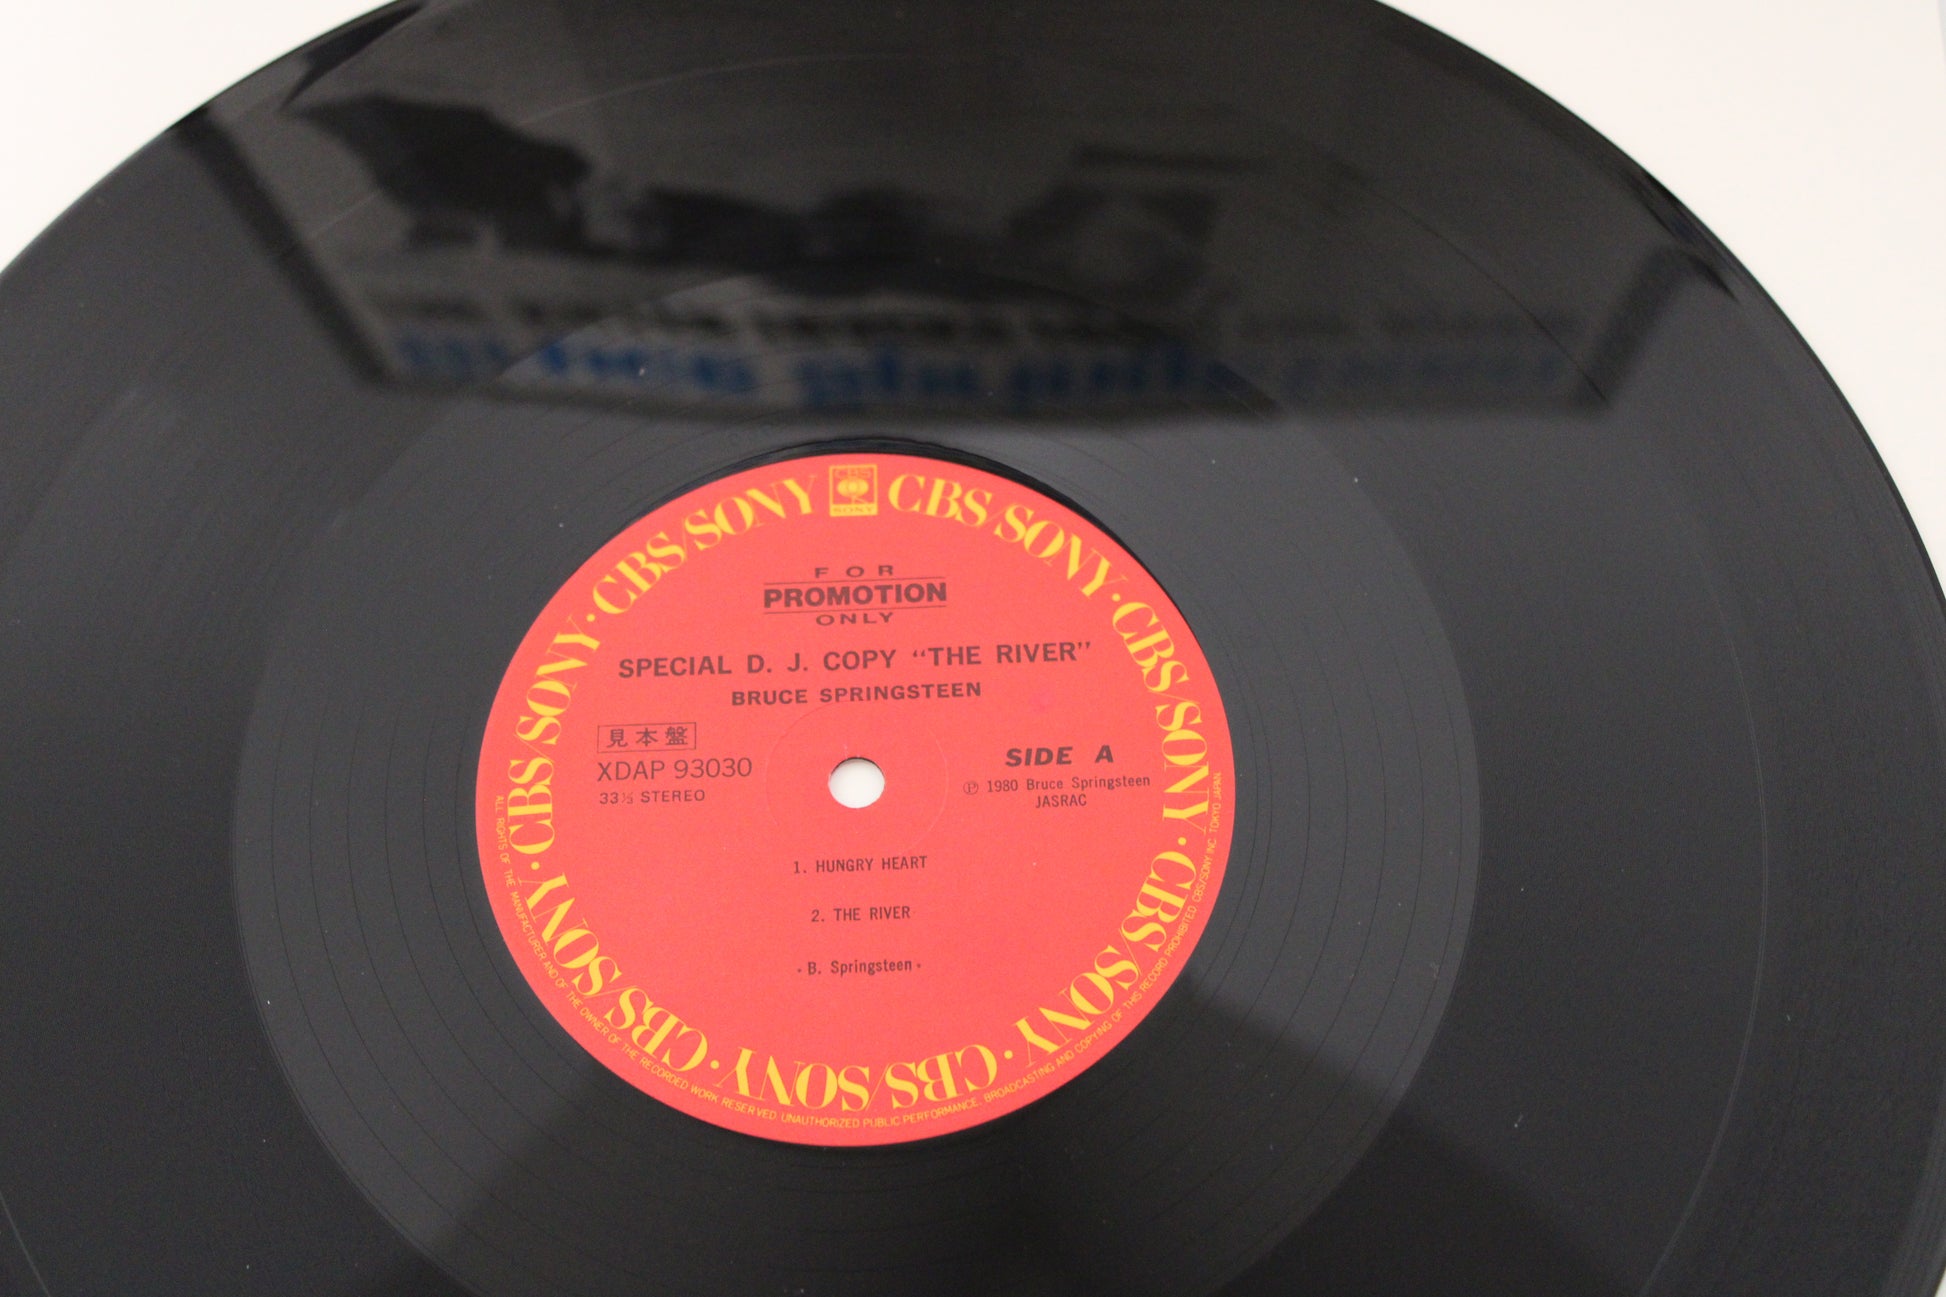 CBS/SONY CBS SONY CBS/SONY · CBS/SONY · CBS/SONY · CBS/SONY · CBS/SONY · CBS/SONY · CBS/SONY · CBS/SONY
FOR
PROMOTION
ONLY
SPECIAL D. J. COPY “THE RIVER”
BRUCE SPRINGSTEEN
見本盤
XDAP 93030
33⅓ STEREO
SIDE A
Ⓟ 1980 Bruce Springsteen
JASRAC
1. HUNGRY HEART
2. THE RIVER
· B. Springsteen ·
ALL RIGHTS OF THE MANUFACTURER AND OF THE OWNER OF THE RECORDED WORK RESERVED. UNAUTHORIZED PUBLIC PERFORMANCE, BROADCASTING AND COPYING OF THIS RECORD PROHIBITED. CBS/SONY INC. TOKYO JAPAN